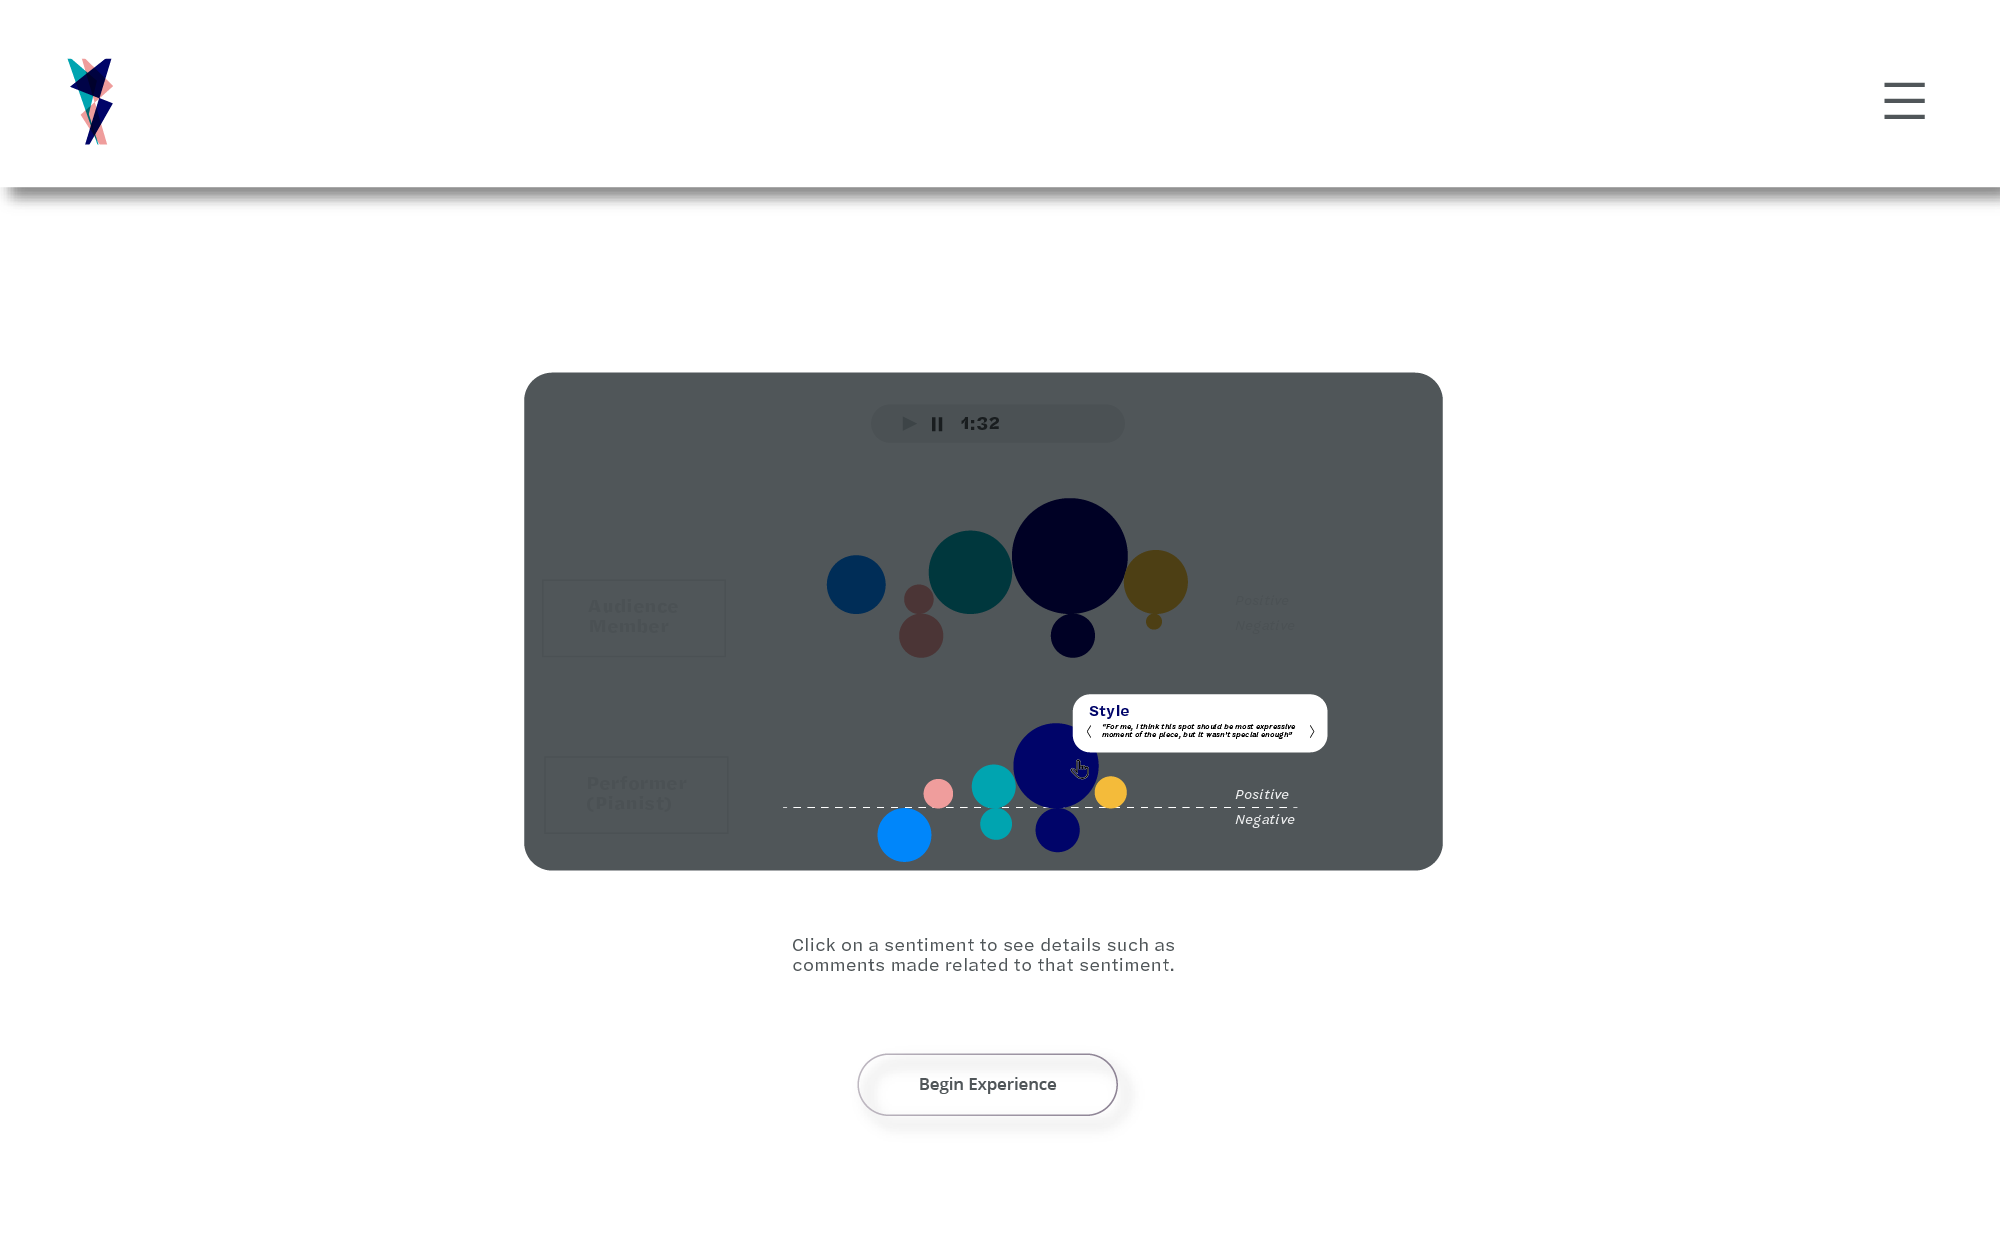 1:32
Audience
Member
Positive
Negative
Style
"For me, I think this spot should be most expressive
moment of the piece, but it wasn't special enough"
Performer
(Pianist)
Positive
Negative
Click on a sentiment to see details such as
comments made related to that sentiment.
Begin Experience